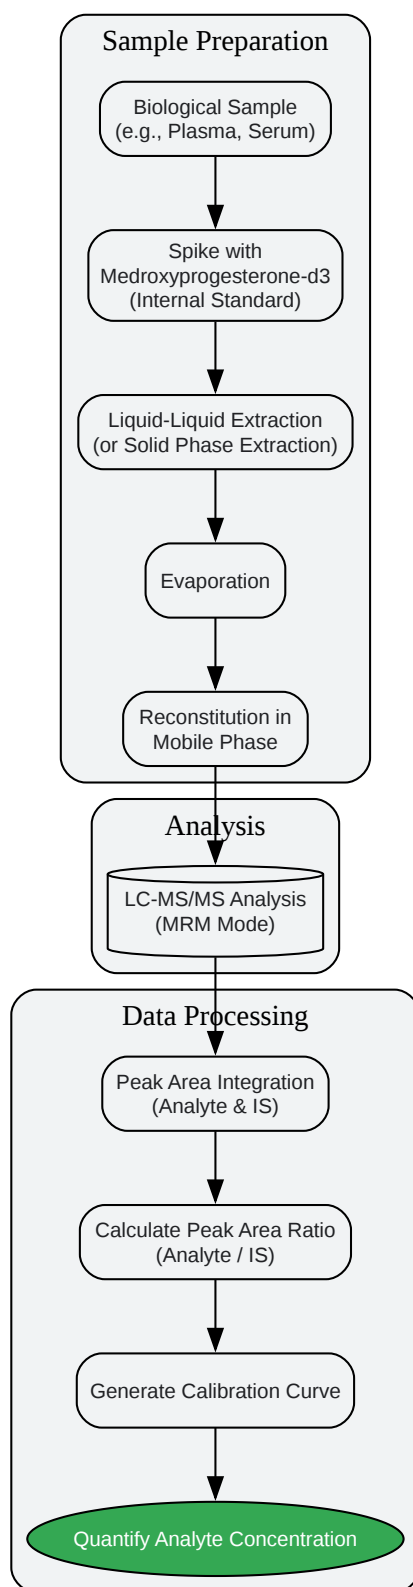 Sample Preparation
Biological Sample
(e.g., Plasma, Serum)
Spike with
Medroxyprogesterone-d3
(Internal Standard)
Liquid-Liquid Extraction
(or Solid Phase Extraction)
Evaporation
Reconstitution in
Mobile Phase
Analysis
LC-MS/MS Analysis
(MRM Mode)
Data Processing
Peak Area Integration
(Analyte & IS)
Calculate Peak Area Ratio
(Analyte / IS)
Generate Calibration Curve
Quantify Analyte Concentration